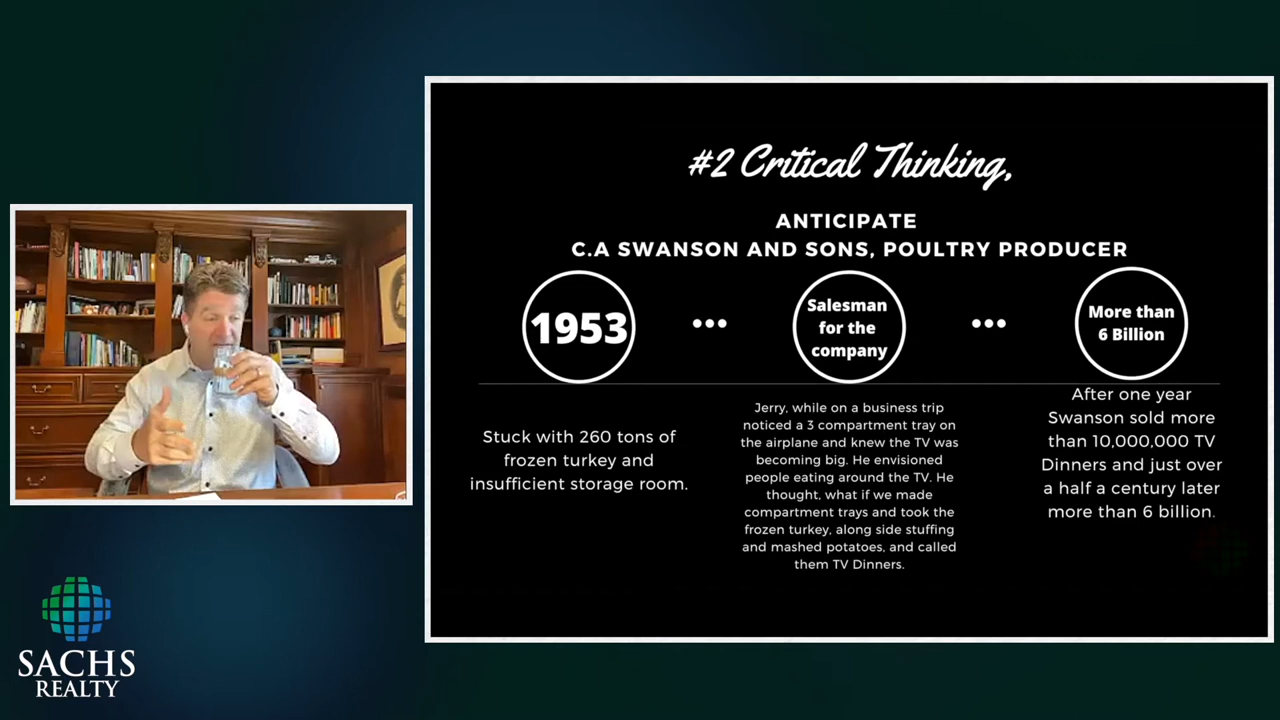 #2 Critical Thinking,
ANTICIPATE
C.A SWANSON AND SONS, POULTRY PRODUCER
1953
•••
Salesman
for the
company
•••
More than
6 Billion
Stuck with 260 tons of
frozen turkey and
insufficient storage room.
Jerry, while on a business trip
noticed a 3 compartment tray on
the airplane and knew the TV was
becoming big. He envisioned
people eating around the TV. He
thought, what if we made
compartment trays and took the
frozen turkey, along side stuffing
and mashed potatoes, and called
them TV Dinners.
After one year
Swanson sold more
than 10,000,000 TV
Dinners and just over
a half a century later
more than 6 billion.
SACHS
REALTY